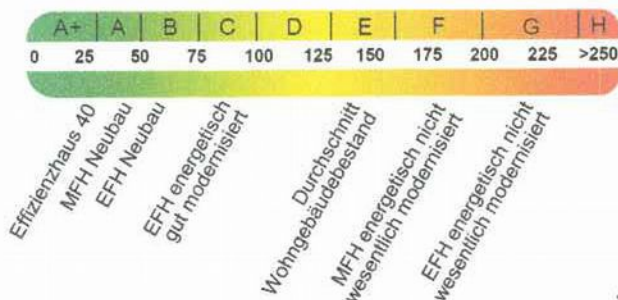 A+ A B C D E F G H
0 25 50 75 100 125 150 175 200 225 >250
Effizienzhaus 40
MFH Neubau
EFH Neubau
EFH energetisch
gut modernisiert
Durchschnitt
Wohngebäudebestand
MFH energetisch nicht
wesentlich modernisiert
EFH energetisch nicht
wesentlich modernisiert